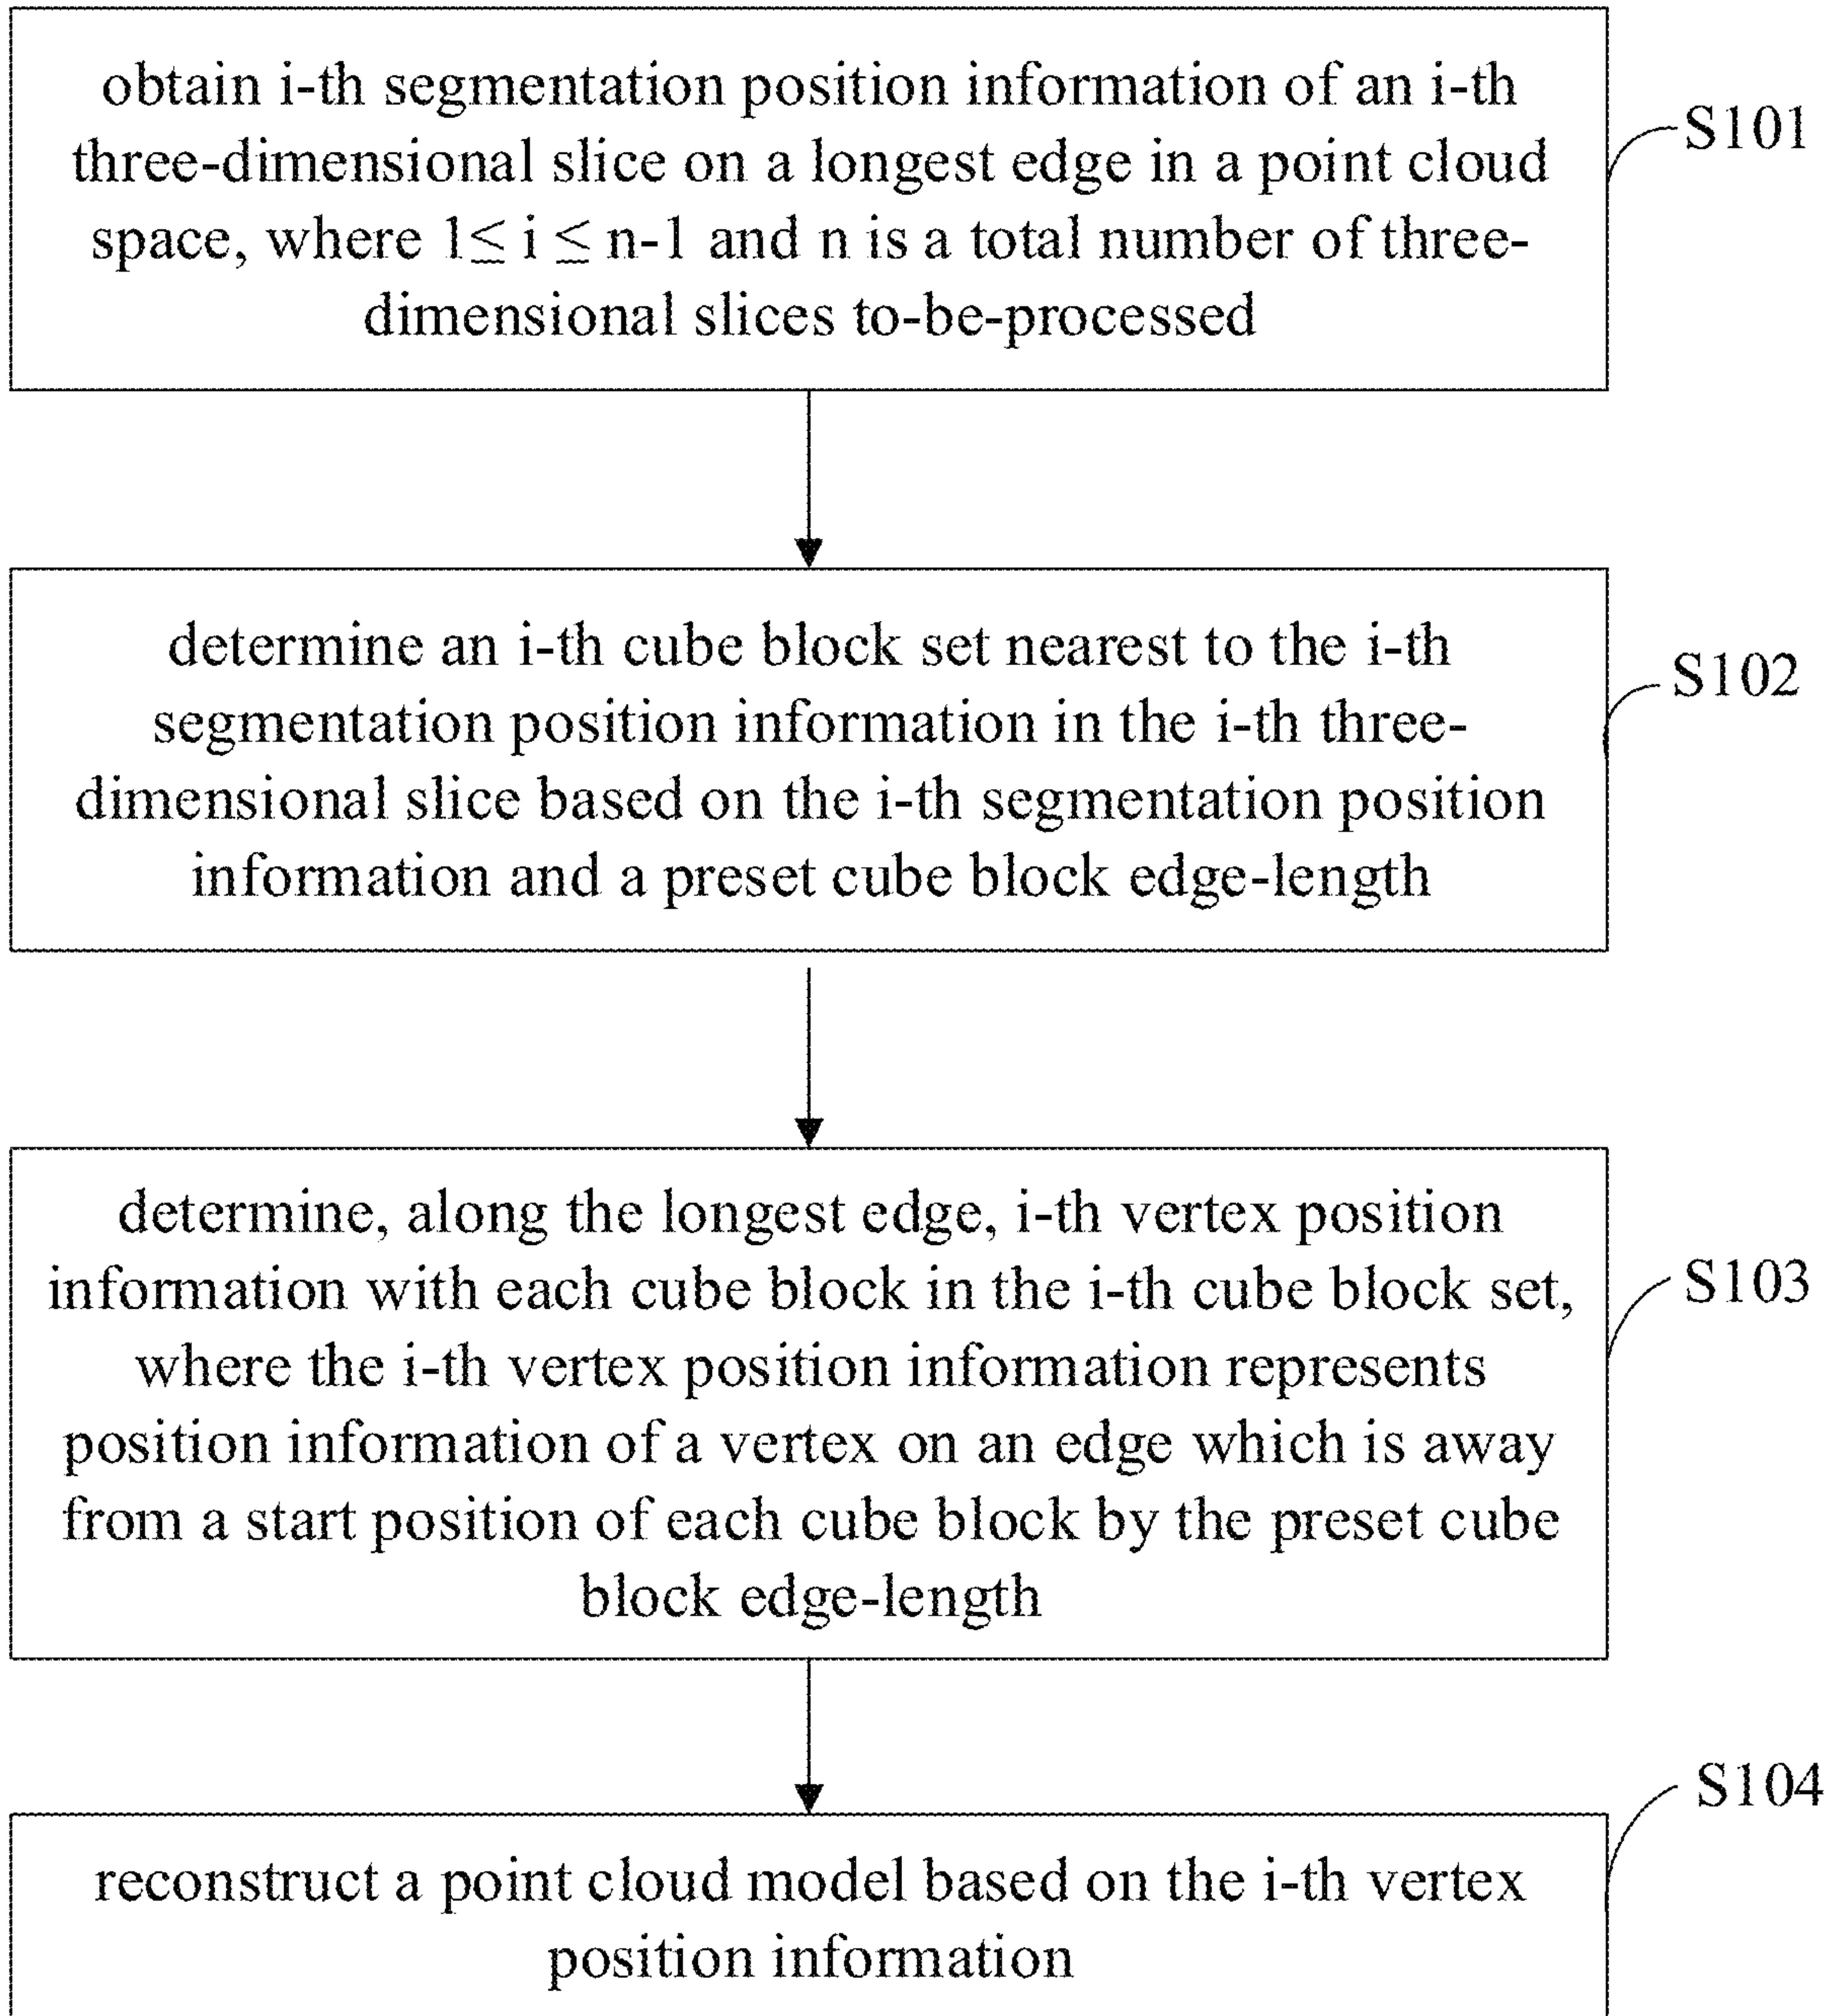 obtain i-th segmentation position information of an i-th
three-dimensional slice on a longest edge in a point cloud
space, where 1≤ i ≤ n-1 and n is a total number of three-
dimensional slices to-be-processed
S101
determine an i-th cube block set nearest to the i-th
segmentation position information in the i-th three-
dimensional slice based on the i-th segmentation position
information and a preset cube block edge-length
S102
determine, along the longest edge, i-th vertex position
information with each cube block in the i-th cube block set,
where the i-th vertex position information represents
position information of a vertex on an edge which is away
from a start position of each cube block by the preset cube
block edge-length
S103
reconstruct a point cloud model based on the i-th vertex
position information
S104